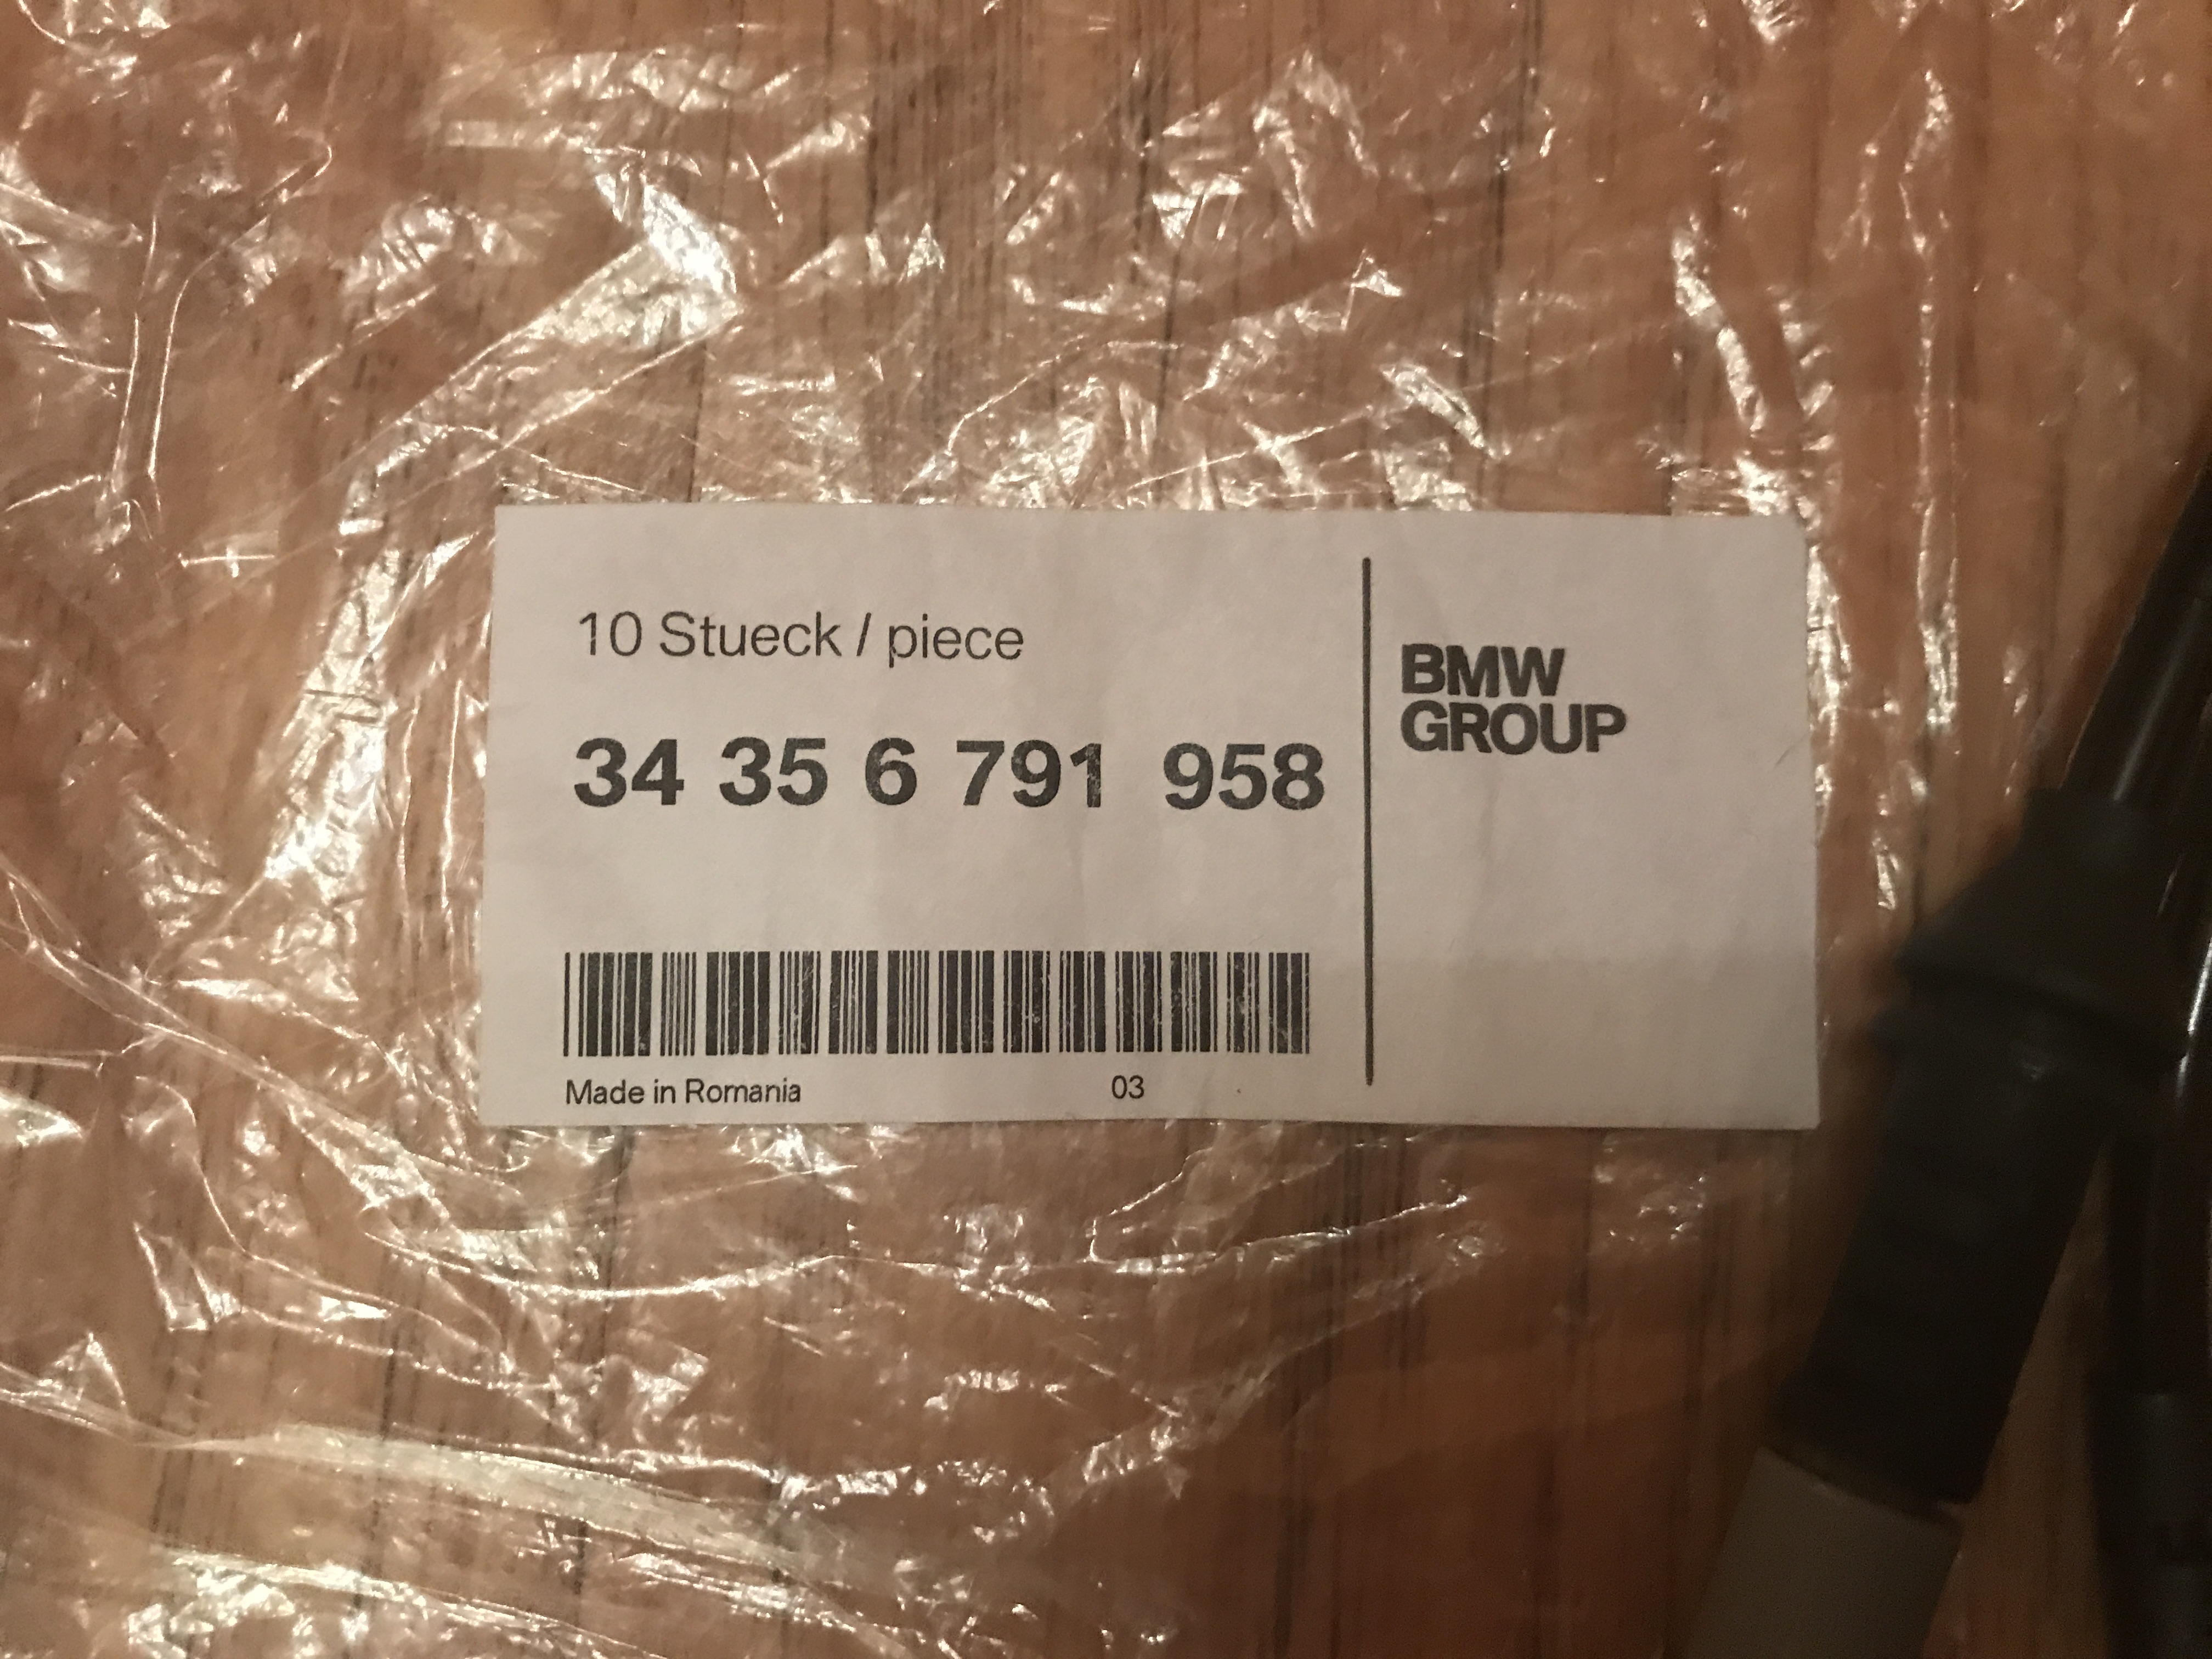 10 Stueck / piece
34 35 6 791 958
Made in Romania 03
BMW
GROUP